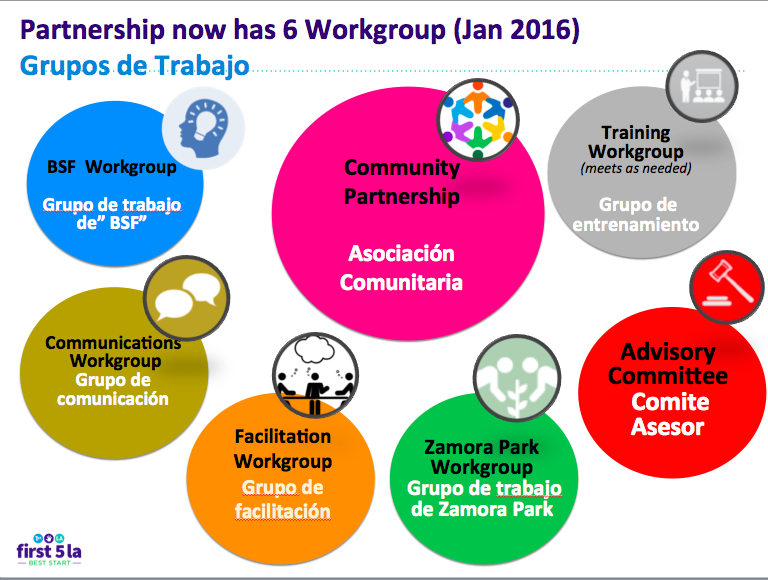 Partnership now has 6 Workgroup (Jan 2016)
Grupos de Trabajo
BSF Workgroup
Grupo de trabajo
de” BSF”
Community
Partnership
Asociación
Comunitaria
Training
Workgroup
(meets as needed)
Grupo de
entrenamiento
Communications
Workgroup
Grupo de
comunicación
Facilitation
Workgroup
Grupo de
facilitación
Zamora Park
Workgroup
Grupo de trabajo
de Zamora Park
Advisory
Committee
Comite
Asesor
LA
first 5 la
BEST START